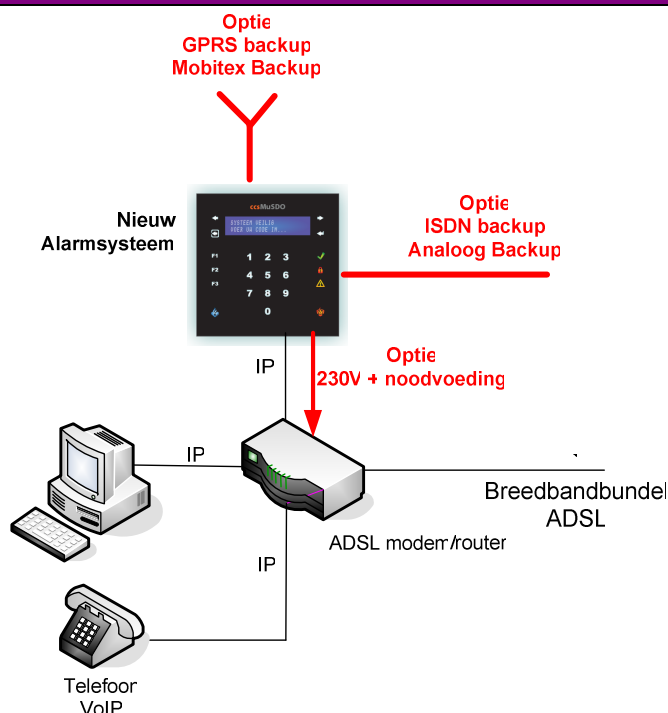 Optie
GPRS backup
Mobitex Backup
ccsMuSDO
SYSTEEM VEILIG
VOER UW CODE IN...
Nieuw
Alarmsysteem
F1
1 2 3
F2
4 5 6
F3
7 8 9
0
Optie
ISDN backup
Analoog Backup
IP
Optie
230V + noodvoeding
IP
Breedbandbundel
ADSL
ADSL modem/router
IP
Telefoon
VoIP